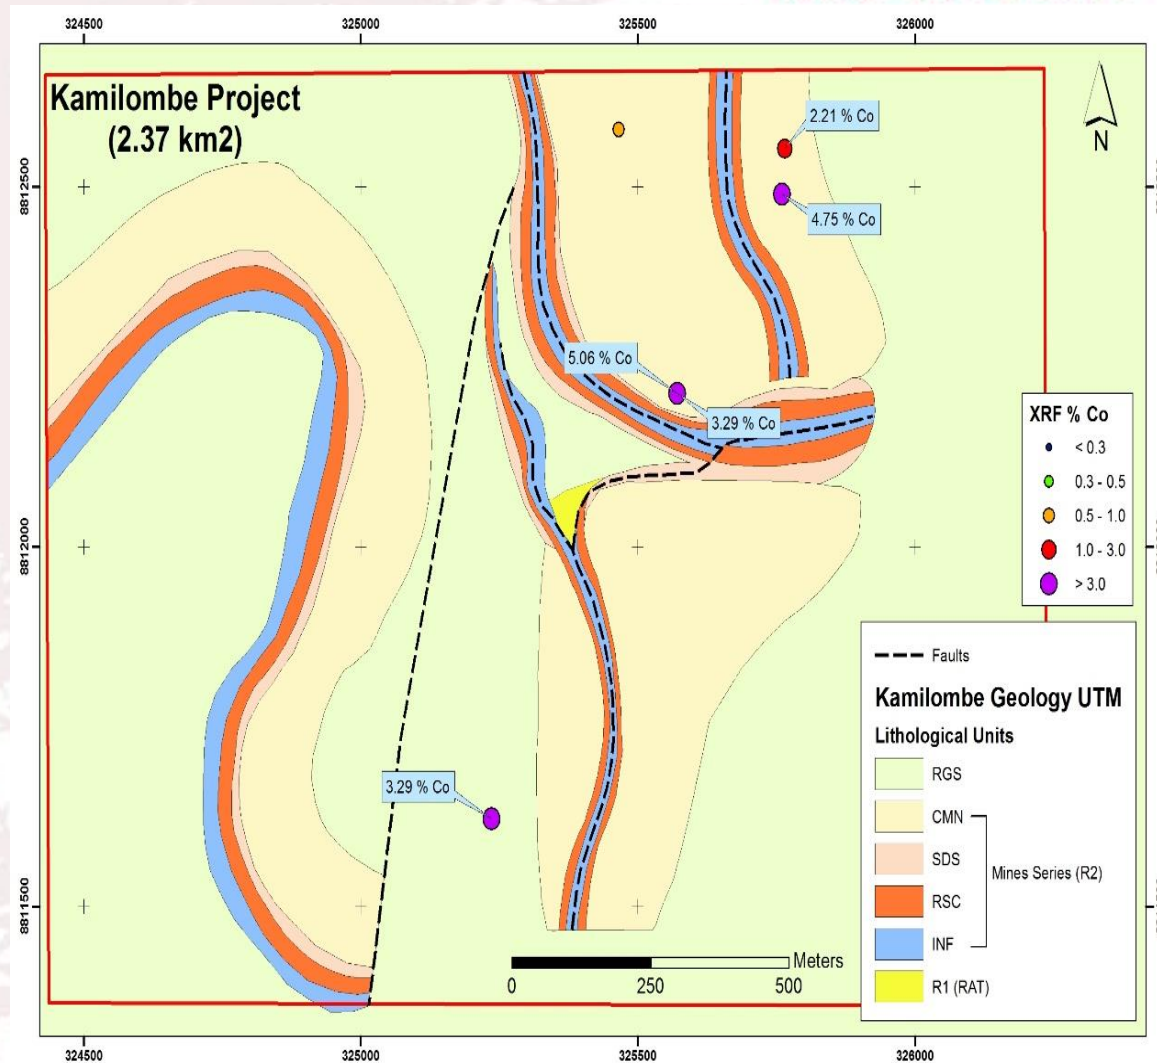 324500
325000
325500
326000
Kamilombe Project
(2.37 km2)
N
2.21 % Co
4.75 % Co
8812500
5.06 % Co
3.29 % Co
XRF % Co
< 0.3
0.3 - 0.5
0.5 - 1.0
1.0 - 3.0
> 3.0
8812000
Faults
Kamilombe Geology UTM
Lithological Units
RGS
CMN
SDS
Mines Series (R2)
RSC
INF
R1 (RAT)
3.29 % Co
8811500
Meters
0
250
500
324500
325000
325500
326000